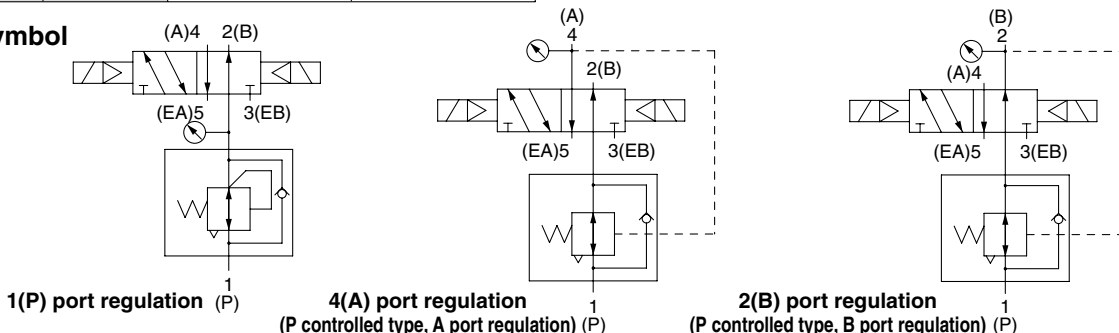 ymbol
(A)4 2(B)
(EA)5 3(EB)
1
(P)
1(P) port regulation
(A)
4
2(B)
(EA)5 3(EB)
1
(P)
4(A) port regulation
(P controlled type, A port regulation)
(B)
2
(A)4
(EA)5 3(EB)
1
(P)
2(B) port regulation
(P controlled type, B port regulation)